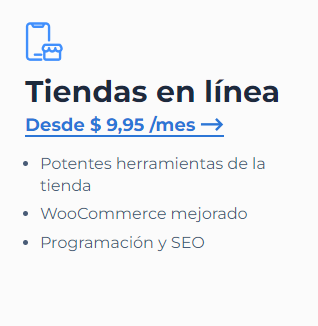 Tiendas en línea
Desde $ 9,95 /mes →
Potentes herramientas de la
tienda
WooCommerce mejorado
Programación y SEO